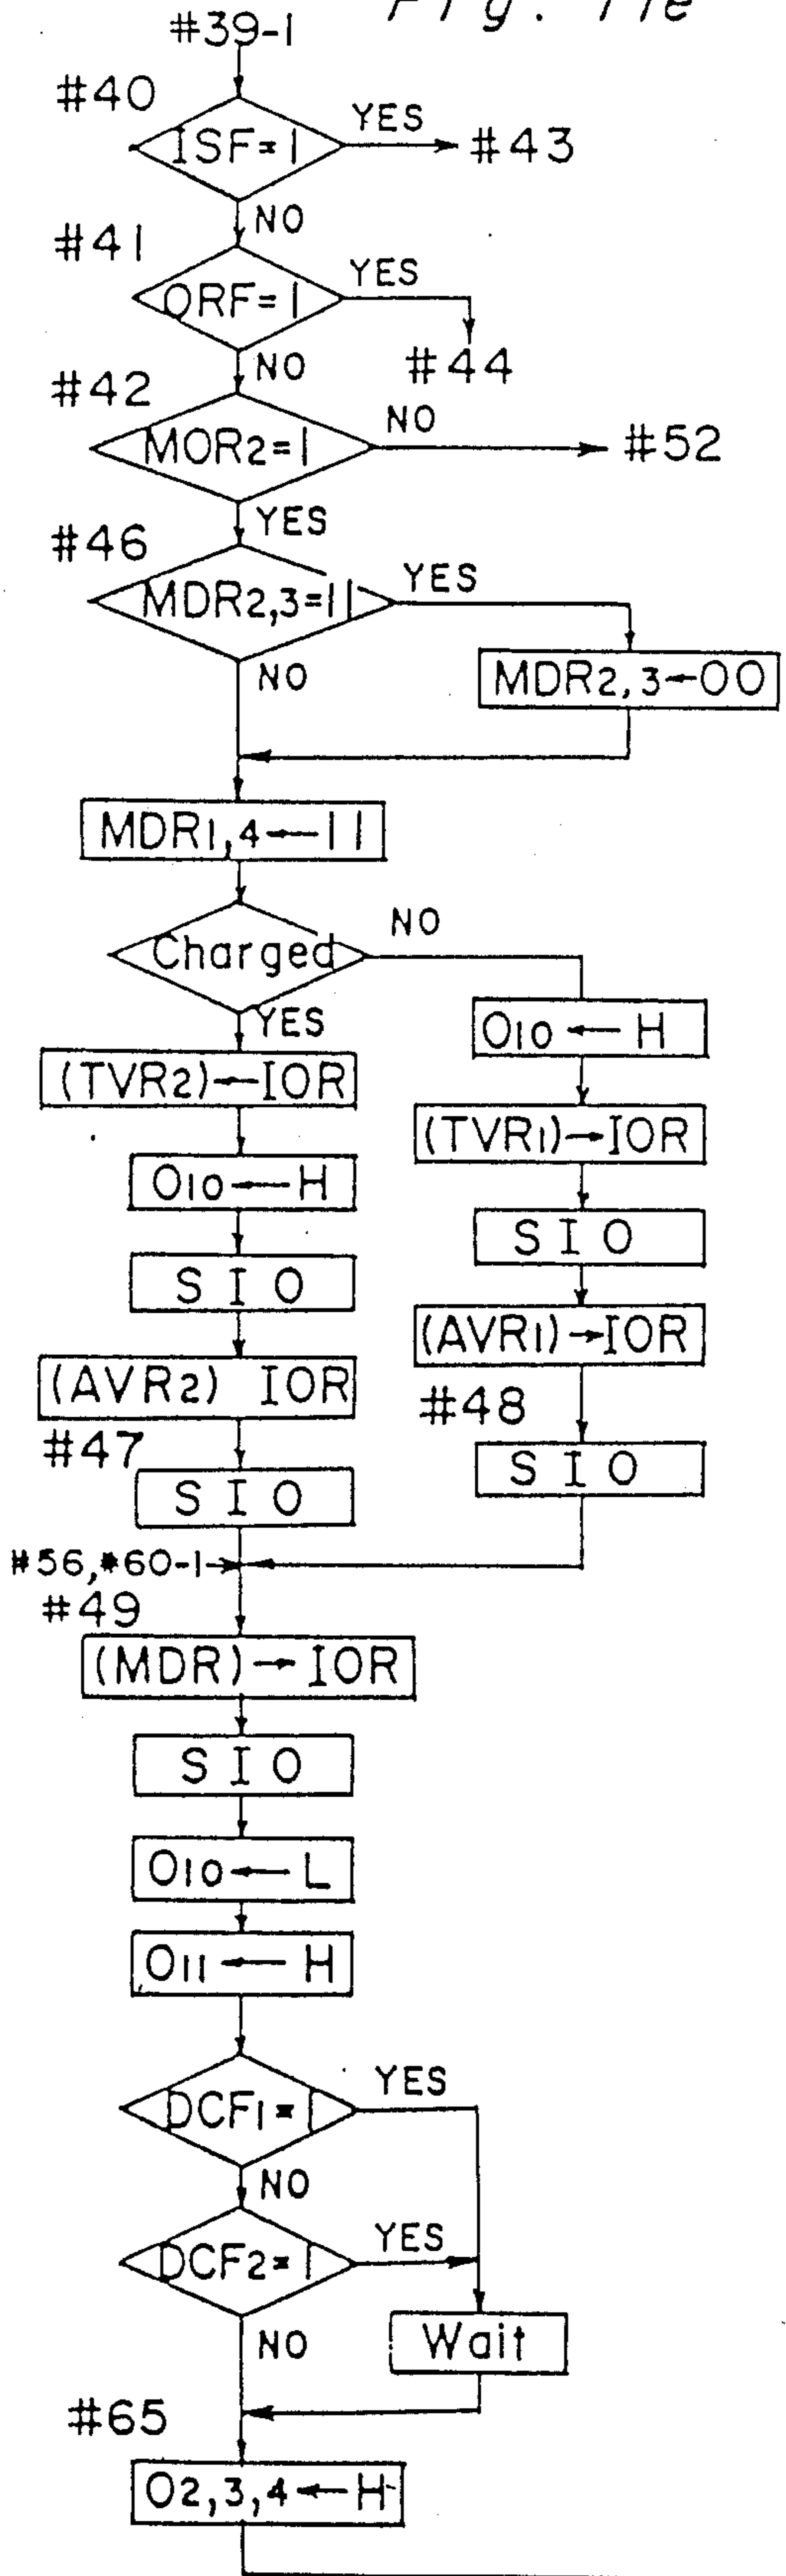 Fig. 11e
#39-1
#40
ISF=1
YES
#43
NO
#41
ORF=1
YES
#44
NO
#42
MOR2=1
NO
#52
YES
#46
MDR2,3=11
YES
MDR2,3←00
NO
MDR1,4←11
Charged
NO
YES
O10←H
(TVR2)←IOR
(TVR1)→IOR
O10←H
SIO
SIO
(AVR1)→IOR
(AVR2) IOR
#48
#47
SIO
SIO
#56,*60-1
#49
(MDR)→IOR
SIO
O10←L
O11←H
DCF1=1
YES
NO
DCF2=1
YES
NO
Wait
#65
O2,3,4←H